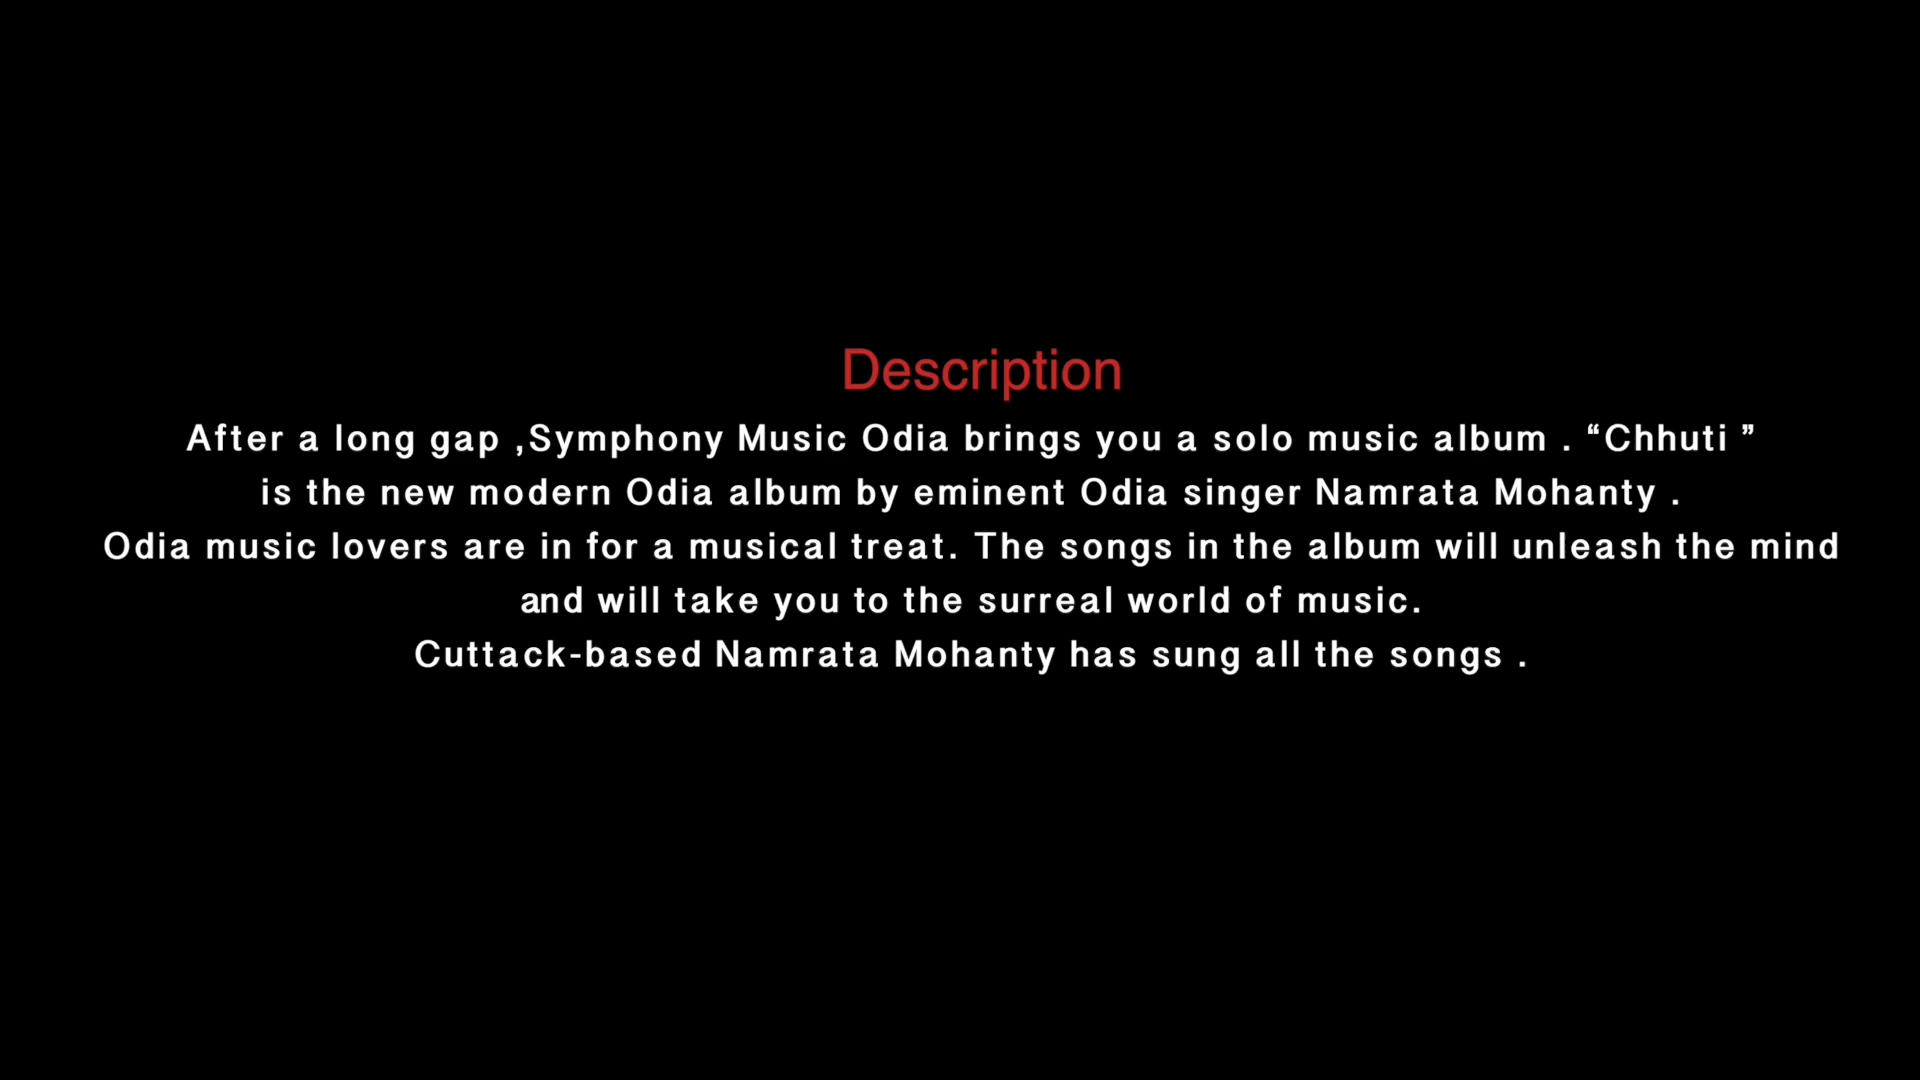 Description
After a long gap ,Symphony Music Odia brings you a solo music album . “Chhuti ”
is the new modern Odia album by eminent Odia singer Namrata Mohanty .
Odia music lovers are in for a musical treat. The songs in the album will unleash the mind
and will take you to the surreal world of music.
Cuttack-based Namrata Mohanty has sung all the songs .